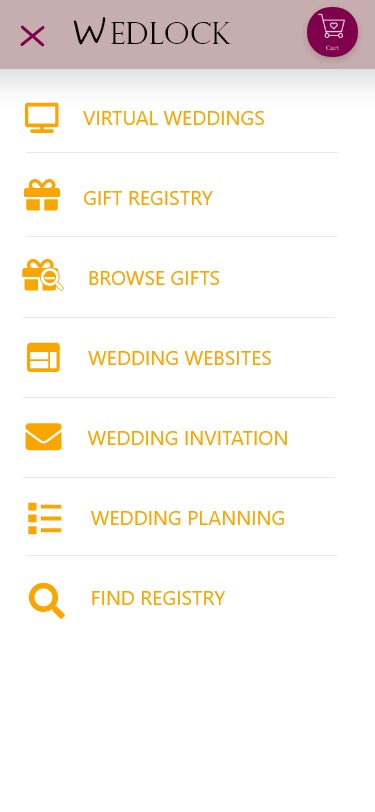 WEDLOCK
Cart
VIRTUAL WEDDINGS
GIFT REGISTRY
BROWSE GIFTS
WEDDING WEBSITES
WEDDING INVITATION
WEDDING PLANNING
FIND REGISTRY